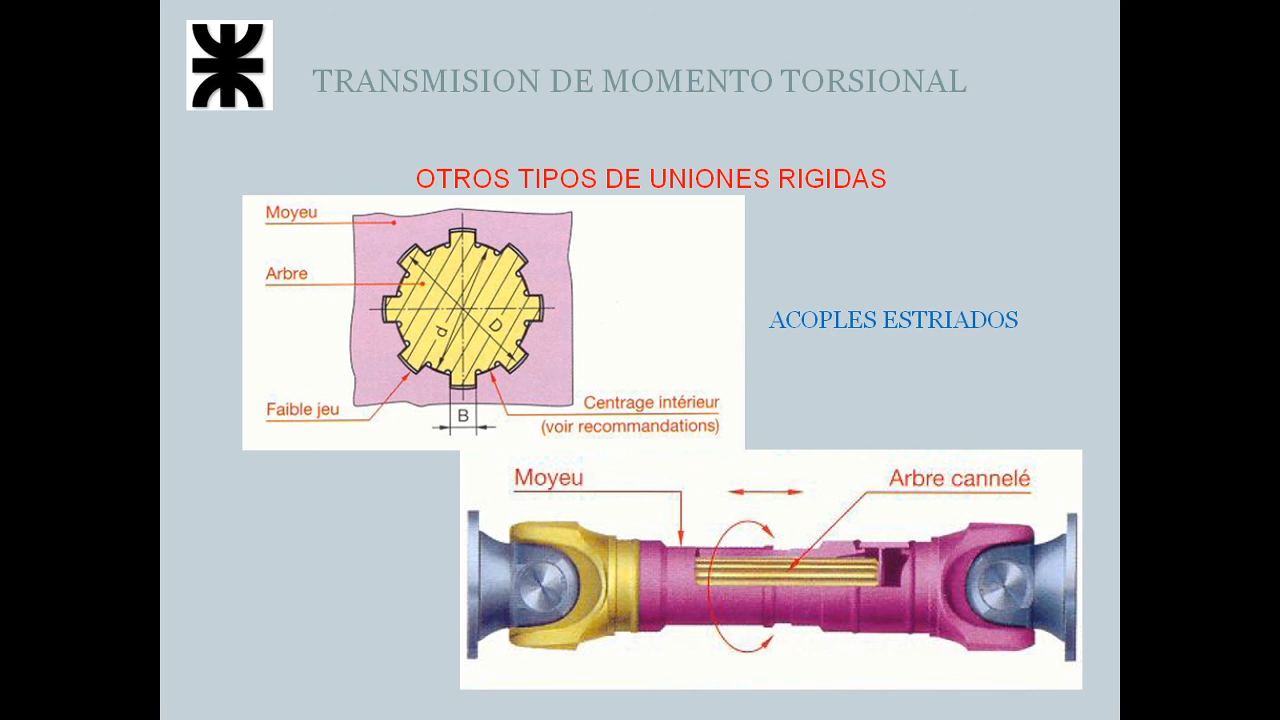 TRANSMISION DE MOMENTO TORSIONAL
OTROS TIPOS DE UNIONES RIGIDAS
Moyeu
Arbre
d
D
ACOPLES ESTRIADOS
Faible jeu
B
Centrage intérieur
(voir recommandations)
Moyeu
Arbre cannelé